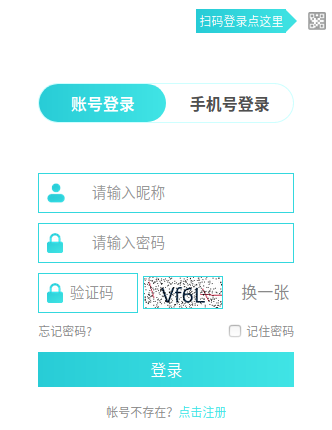 扫码登录点这里
账号登录 手机号登录
请输入昵称
请输入密码
验证码 Vf6L 换一张
忘记密码? 记住密码
登录
帐号不存在? 点击注册